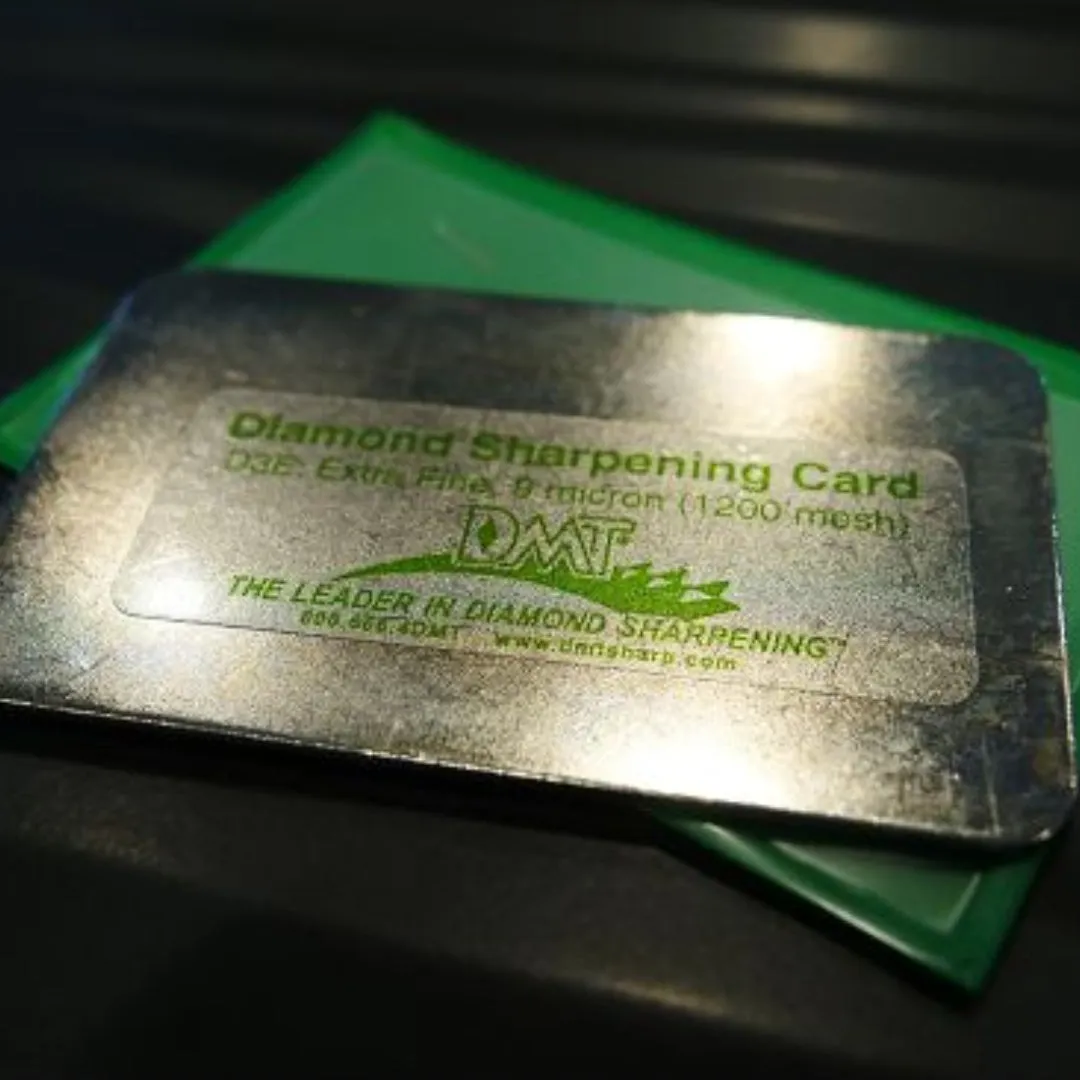 Diamond Sharpening Card
D3E: Extra Fine, 9 micron (1200 mesh)
DMT
THE LEADER IN DIAMOND SHARPENING™
www.dmtsharp.com